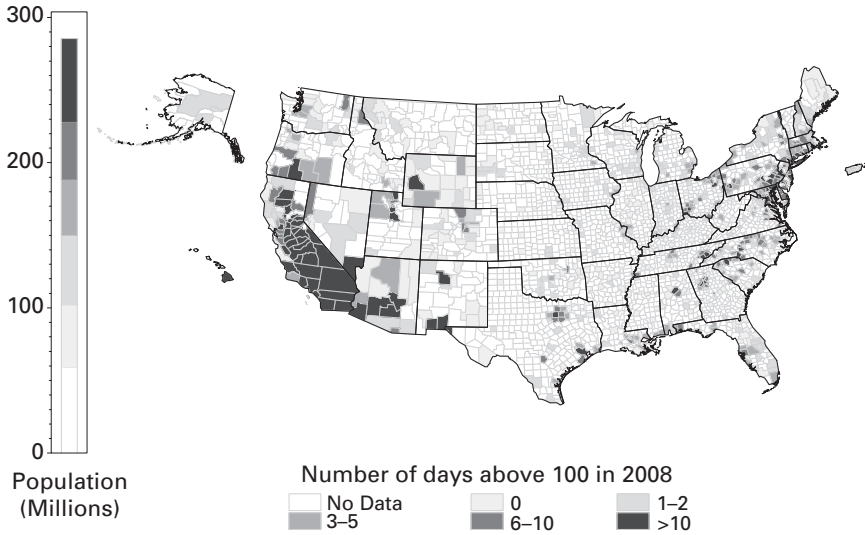 300
200
100
0
Population
(Millions)
Number of days above 100 in 2008
No Data 0 1–2
3–5 6–10 >10